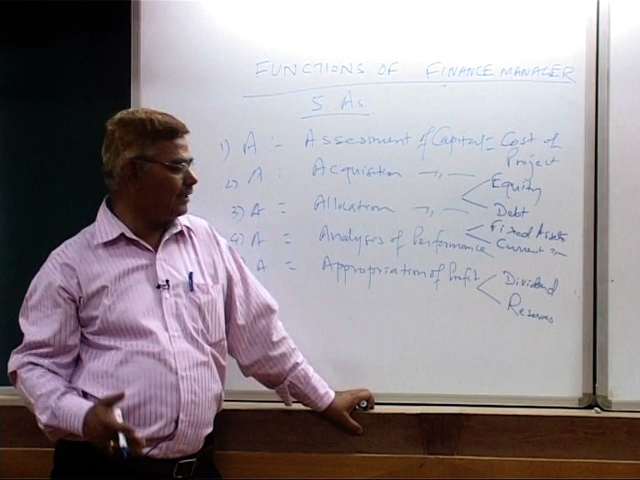 FUNCTIONS OF FINANCE MANAGER
5 As
1) A :- Assessment of Capital = Cost of Project
2) A : Acquisition -"- Equity
Debt
3) A = Allocation -"- Fixed Assets
Current -"-
4) A = Analysis of Performance
A = Appropriation of Profit Dividend
Reserves